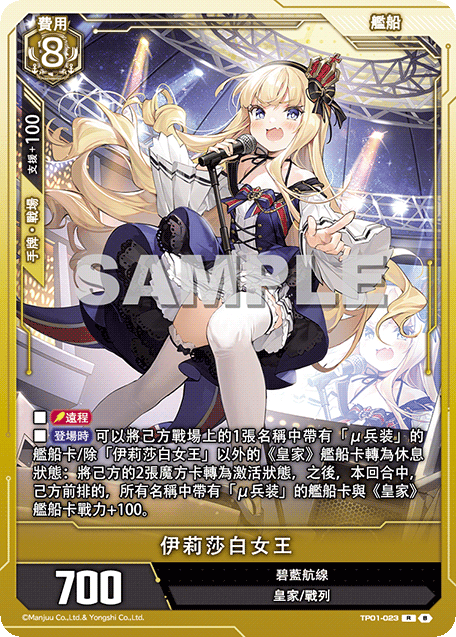 費用
8
艦船
支援+100
手牌・戰場
SAMPLE
遠程
登場時 可以將己方戰場上的1張名稱中帶有「μ兵装」的
艦船卡/除「伊莉莎白女王」以外的《皇家》艦船卡轉為休息
狀態：將己方的2張魔方卡轉為激活狀態，之後，本回合中，
己方前排的，所有名稱中帶有「μ兵装」的艦船卡與《皇家》
艦船卡戰力+100。
伊莉莎白女王
700
碧藍航線
皇家/戰列
©Manjuu Co.,Ltd.& Yongshi Co.,Ltd.
TP01-023 R B